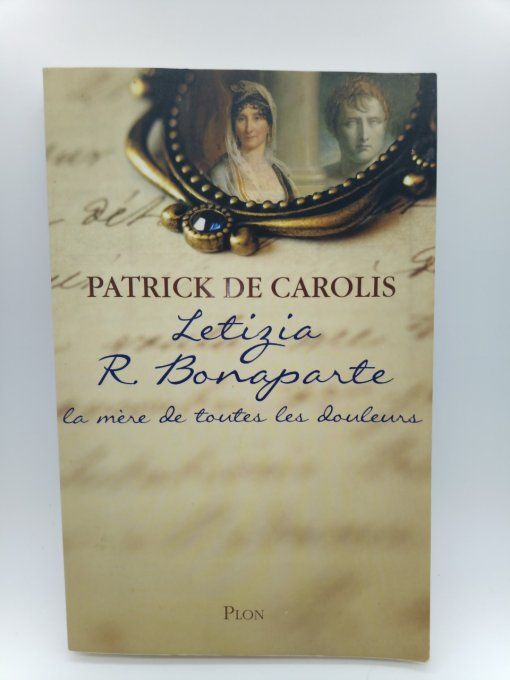 PATRICK DE CAROLIS
Letizia
R. Bonaparte
la mère de toutes les douleurs
PLON